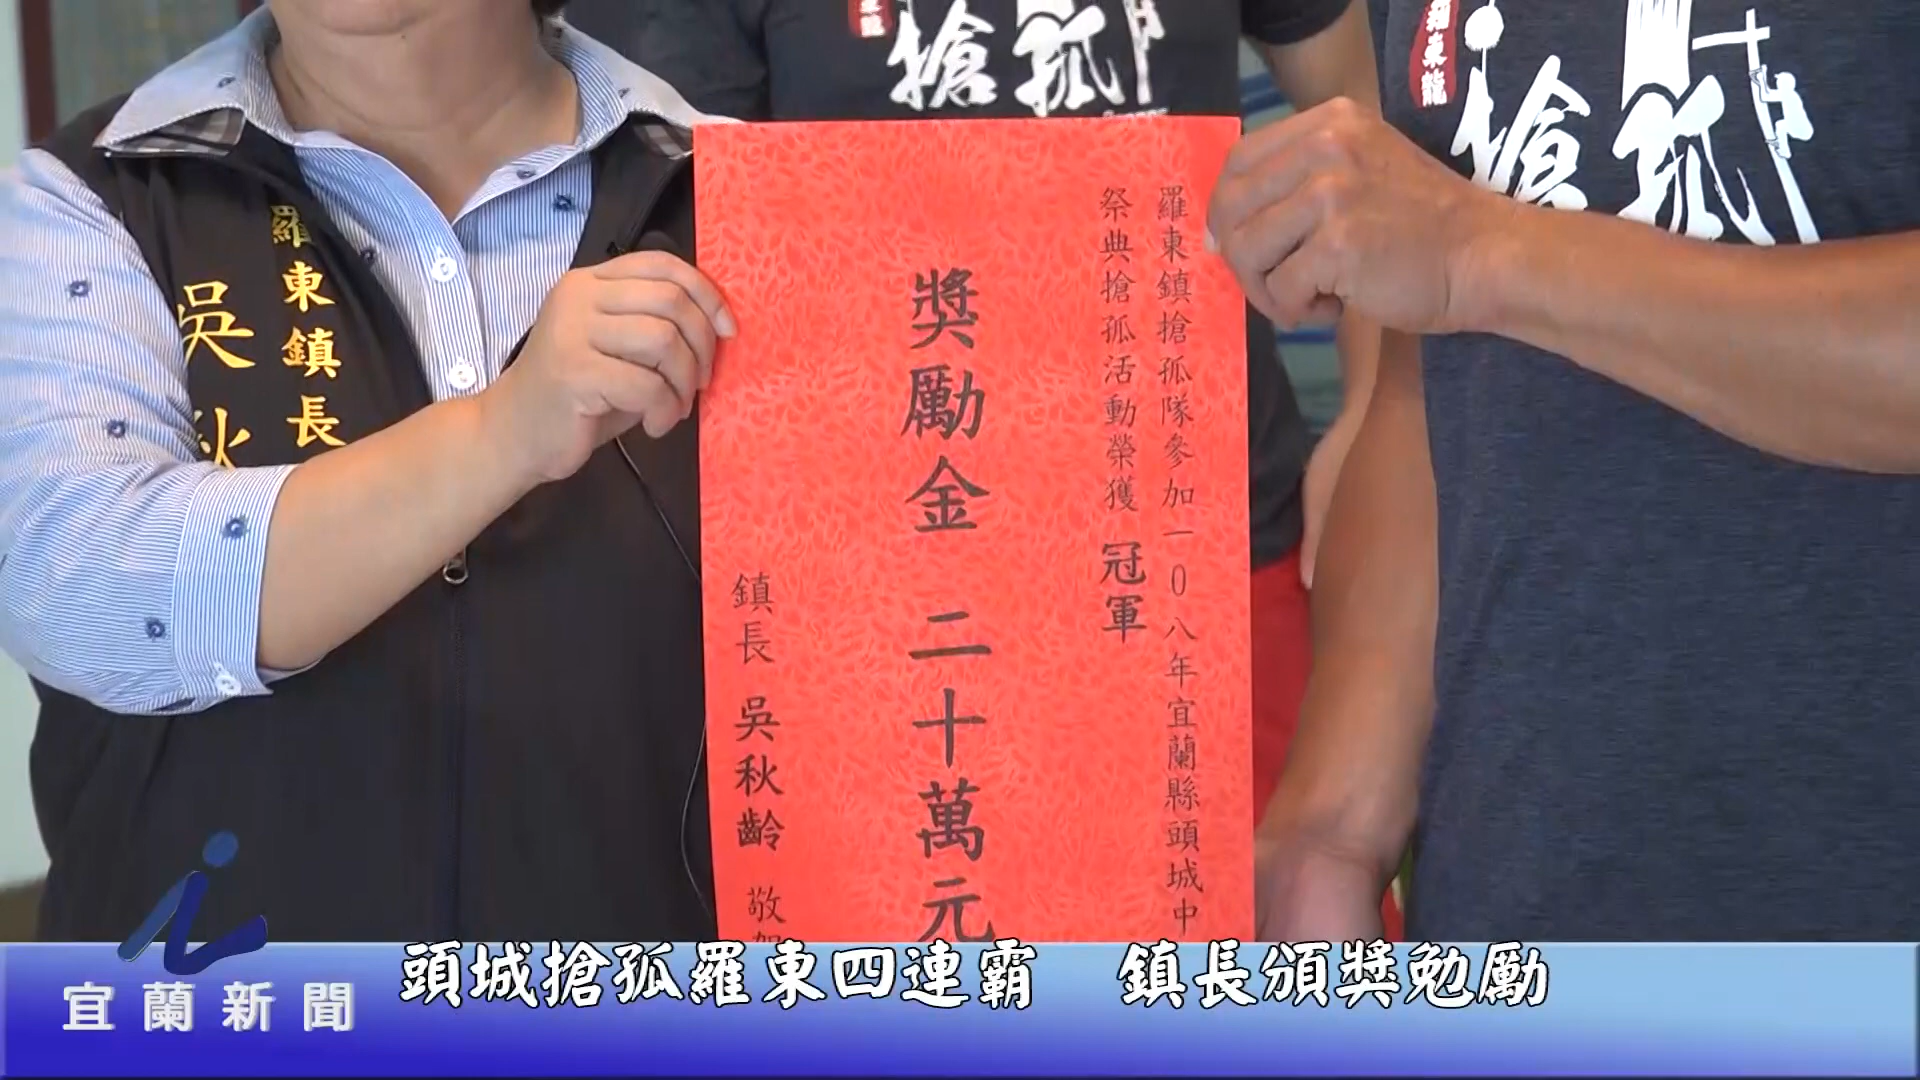 羅東鎮搶孤隊參加一0八年宜蘭縣頭城中
祭典搶孤活動榮獲 冠軍
獎勵金 二十萬元
鎮長 吳秋齡 敬賀
羅東鎮長
吳秋
搶孤
搶孤
宜蘭新聞
頭城搶孤羅東四連霸 鎮長頒獎勉勵